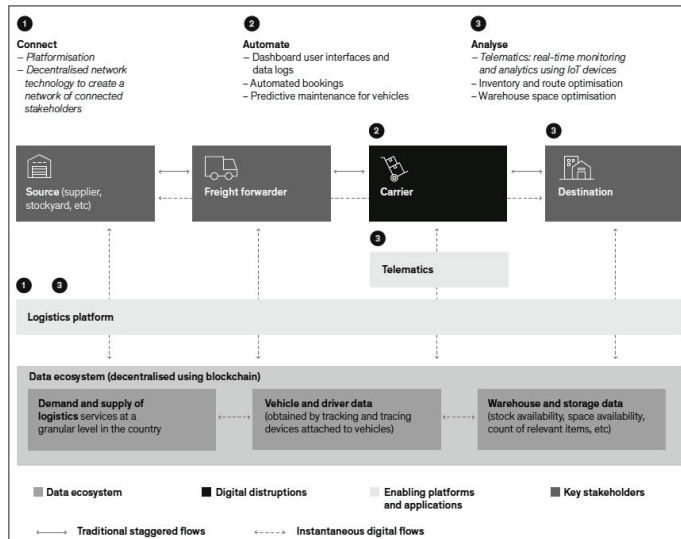 1
Connect
– Platformisation
– Decentralised network
technology to create a
network of connected
stakeholders
2
Automate
– Dashboard user interfaces and
data logs
– Automated bookings
– Predictive maintenance for vehicles
3
Analyse
– Telematics: real-time monitoring
and analytics using IoT devices
– Inventory and route optimisation
– Warehouse space optimisation
Source (supplier,
stockyard, etc)
Freight forwarder
2
Carrier
3
Destination
3
Telematics
1 3
Logistics platform
Data ecosystem (decentralised using blockchain)
Demand and supply of
logistics services at a
granular level in the country
Vehicle and driver data
(obtained by tracking and tracing
devices attached to vehicles)
Warehouse and storage data
(stock availability, space availability,
count of relevant items, etc)
Data ecosystem
Digital distruptions
Enabling platforms
and applications
Key stakeholders
Traditional staggered flows
Instantaneous digital flows